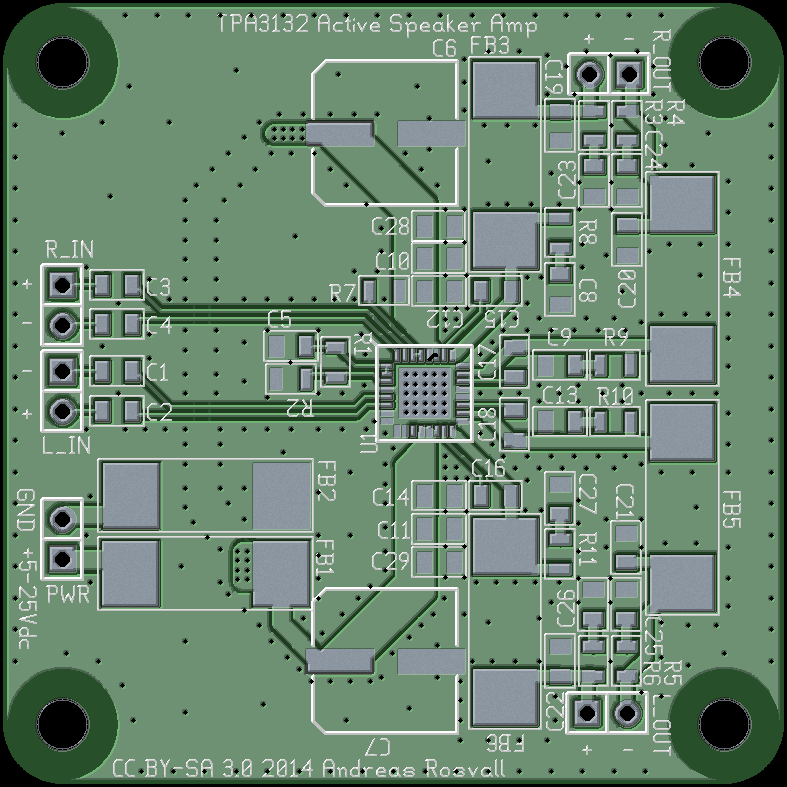 TPA3132 Active Speaker Amp
C6 FB3
+ -
R_OUT
C19
R3 R4
C24
C23
C28
R8
R_IN
C10
C20
FB4
+
C3
R7
C8
-
C4
C12 C15
C5
R1
C9 R9
-
C1
C17
R2
C13 R10
+
C2
C18
U1
L_IN
FB2
C16
GND
C14
C27 C21
FB5
C11
R11
+5-25Vdc
FB1
C29
PWR
C26
C25
R6 R5
C22
L_OUT
C7 FB6
+ -
CC BY-SA 3.0 2014 Andreas Rosvall